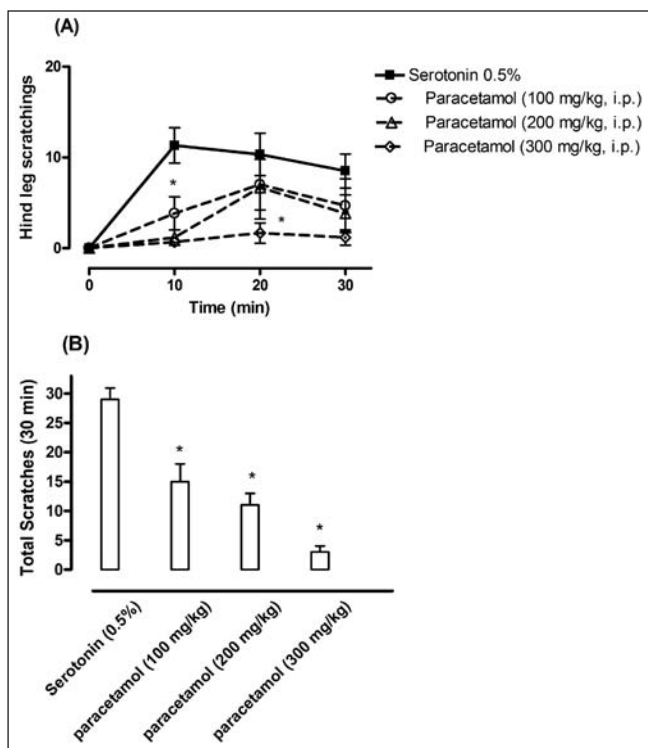 (A)
20
10
0
Hind leg scratchings
*
*
0 10 20 30
Time (min)
Serotonin 0.5%
Paracetamol (100 mg/kg, i.p.)
Paracetamol (200 mg/kg, i.p.)
Paracetamol (300 mg/kg, i.p.)
(B)
Total Scratches (30 min)
30
25
20
15
10
5
0
*
*
*
Serotonin (0.5%)
paracetamol (100 mg/kg)
paracetamol (200 mg/kg)
paracetamol (300 mg/kg)